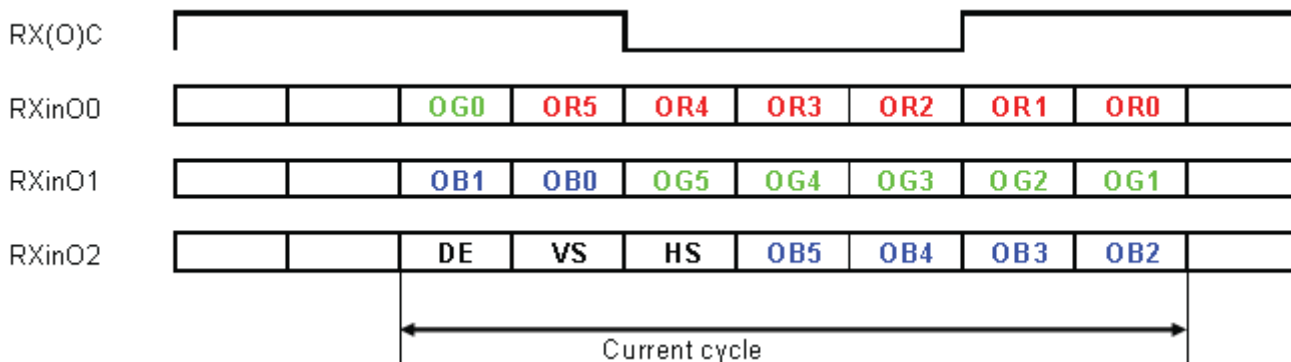 RX(O)C
RXinO0 OG0 OR5 OR4 OR3 OR2 OR1 OR0
RXinO1 OB1 OB0 OG5 OG4 OG3 OG2 OG1
RXinO2 DE VS HS OB5 OB4 OB3 OB2
Current cycle